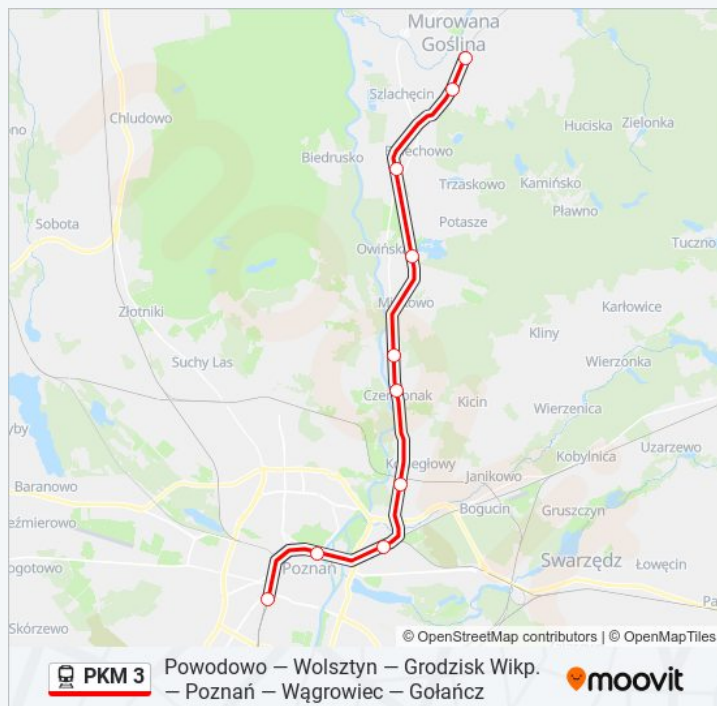 Murowana
Goślina
Szlachęcin
Chludowo
Huciska
Zielonka
Biedrusko
Trzaskowo
Kamińsko
Pławno
Potasze
Sobota
Owińska
Tuczno
Złotniki
Karłowice
Kliny
Suchy Las
Wierzonka
Kicin
Wierzenica
Uzarzewo
Kobylnica
Baranowo
Janikowo
Bogucin
Gruszczyn
Swarzędz
Łowęcin
Poznań
Skórzewo
© OpenStreetMap contributors | © OpenMapTiles
PKM 3
Powodowo — Wolsztyn — Grodzisk Wlkp.
— Poznań — Wągrowiec — Gołańcz
moovit